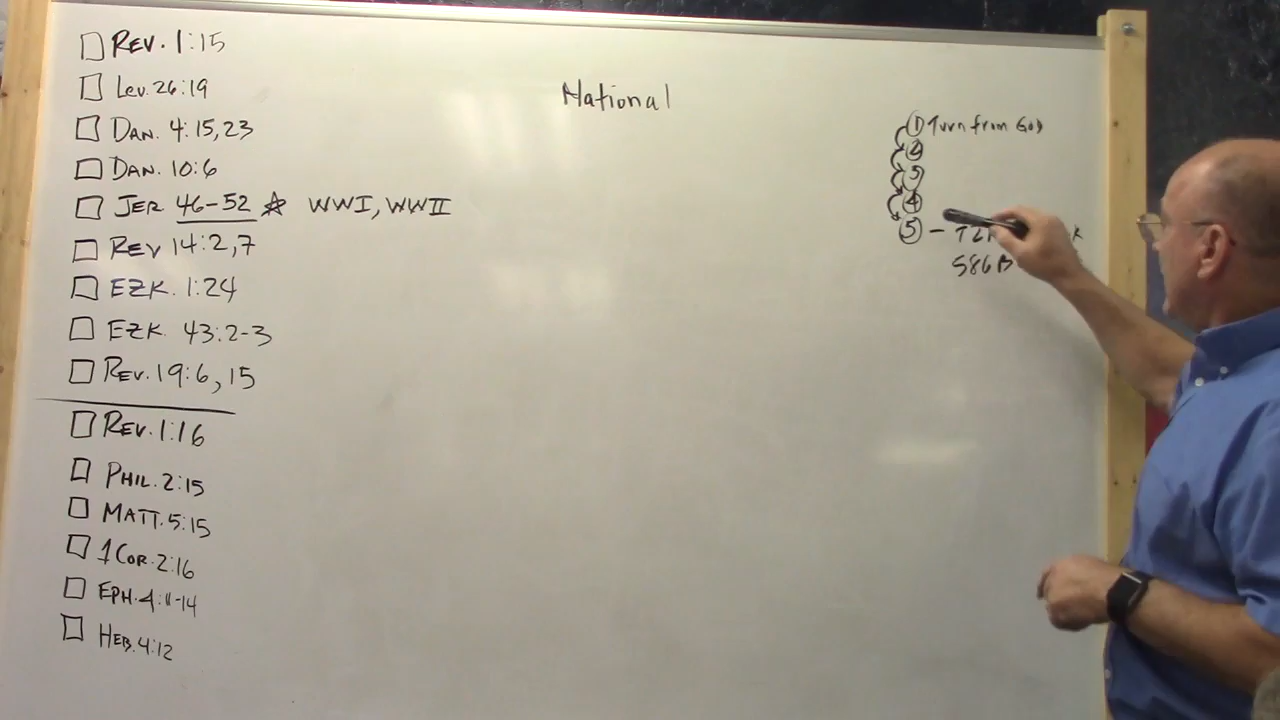 Rev. 1:15
Lev. 26:19
Dan. 4:15,23
Dan. 10:6
Jer 46-52 ☆ WWI, WWII
Rev 14:2,7
Ezk. 1:24
Ezk. 43:2-3
Rev. 19:6,15
Rev. 1:16
Phil. 2:15
Matt. 5:15
1 Cor. 2:16
Eph. 4:11-14
Heb. 4:12
National
1 Turn from God
2
3
4
5 -
586 B